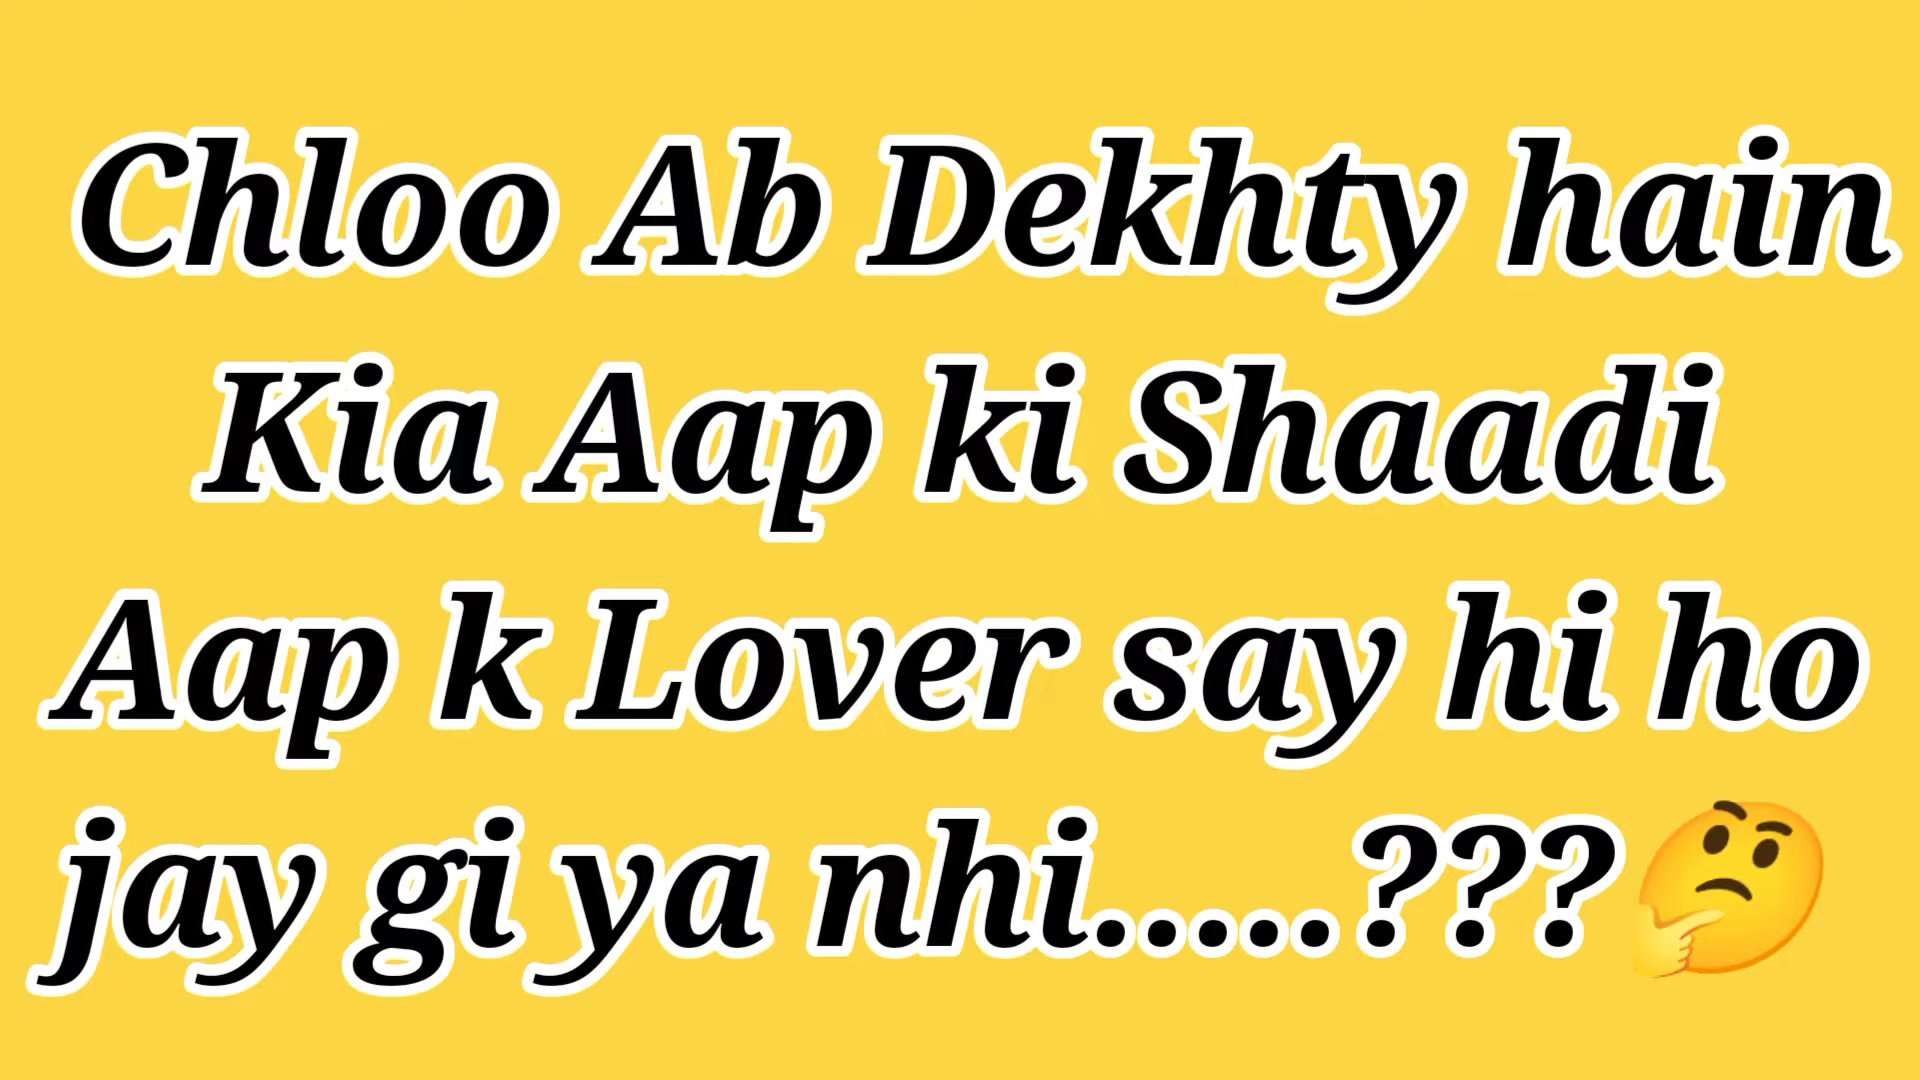 Chloo Ab Dekhty hain
Kia Aap ki Shaadi
Aap k Lover say hi ho
jay gi ya nhi.....???🤔